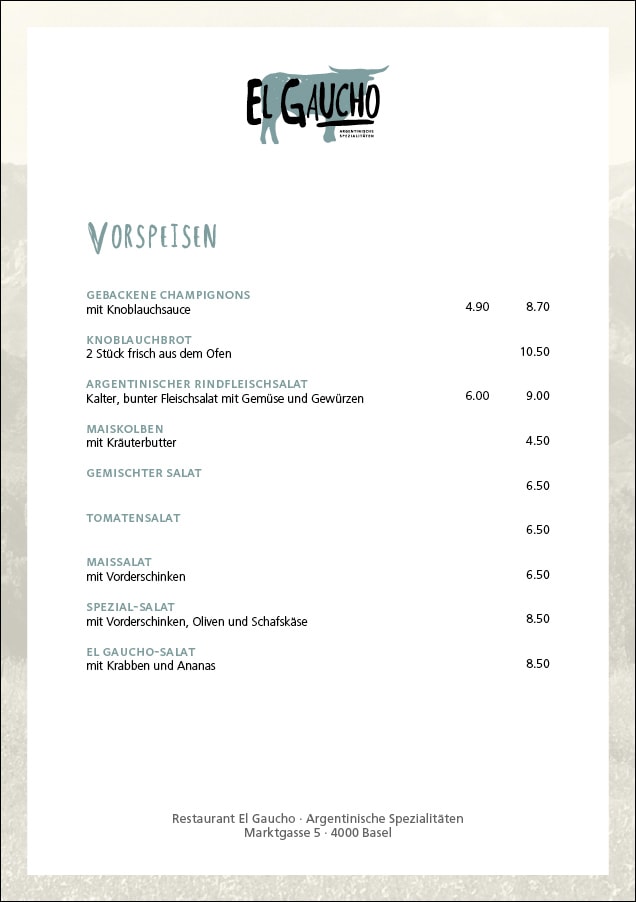 El Gaucho
ARGENTINISCHE
SPEZIALITÄTEN
Vorspeisen
GEBACKENE CHAMPIGNONS
mit Knoblauchsauce 4.90 8.70
KNOBLAUCHBROT
2 Stück frisch aus dem Ofen 10.50
ARGENTINISCHER RINDFLEISCHSALAT
Kalter, bunter Fleischsalat mit Gemüse und Gewürzen 6.00 9.00
MAISKOLBEN
mit Kräuterbutter 4.50
GEMISCHTER SALAT
6.50
TOMATENSALAT
6.50
MAISSALAT
mit Vorderschinken 6.50
SPEZIAL-SALAT
mit Vorderschinken, Oliven und Schafskäse 8.50
EL GAUCHO-SALAT
mit Krabben und Ananas 8.50
Restaurant El Gaucho · Argentinische Spezialitäten
Marktgasse 5 · 4000 Basel